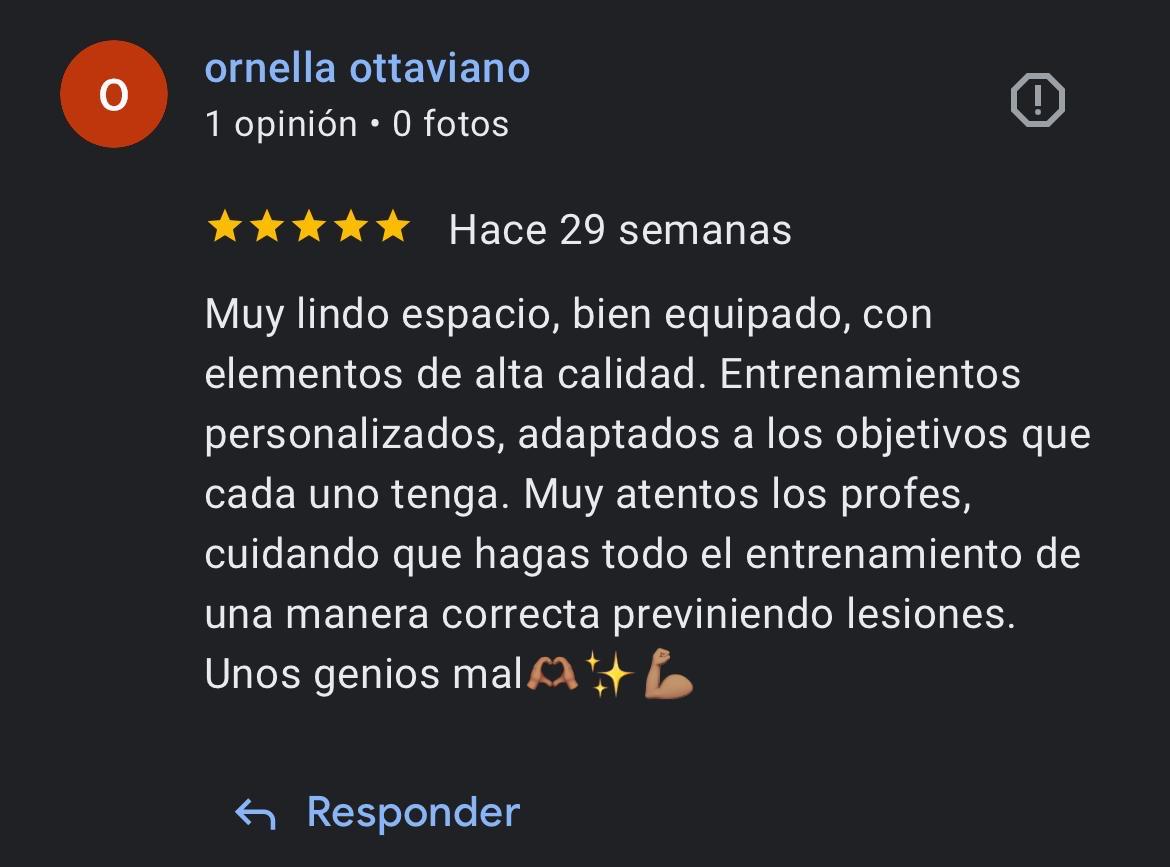 O
ornella ottaviano
1 opinión • 0 fotos
Hace 29 semanas
Muy lindo espacio, bien equipado, con
elementos de alta calidad. Entrenamientos
personalizados, adaptados a los objetivos que
cada uno tenga. Muy atentos los profes,
cuidando que hagas todo el entrenamiento de
una manera correcta previniendo lesiones.
Unos genios mal🫶🏽✨💪🏽
Responder